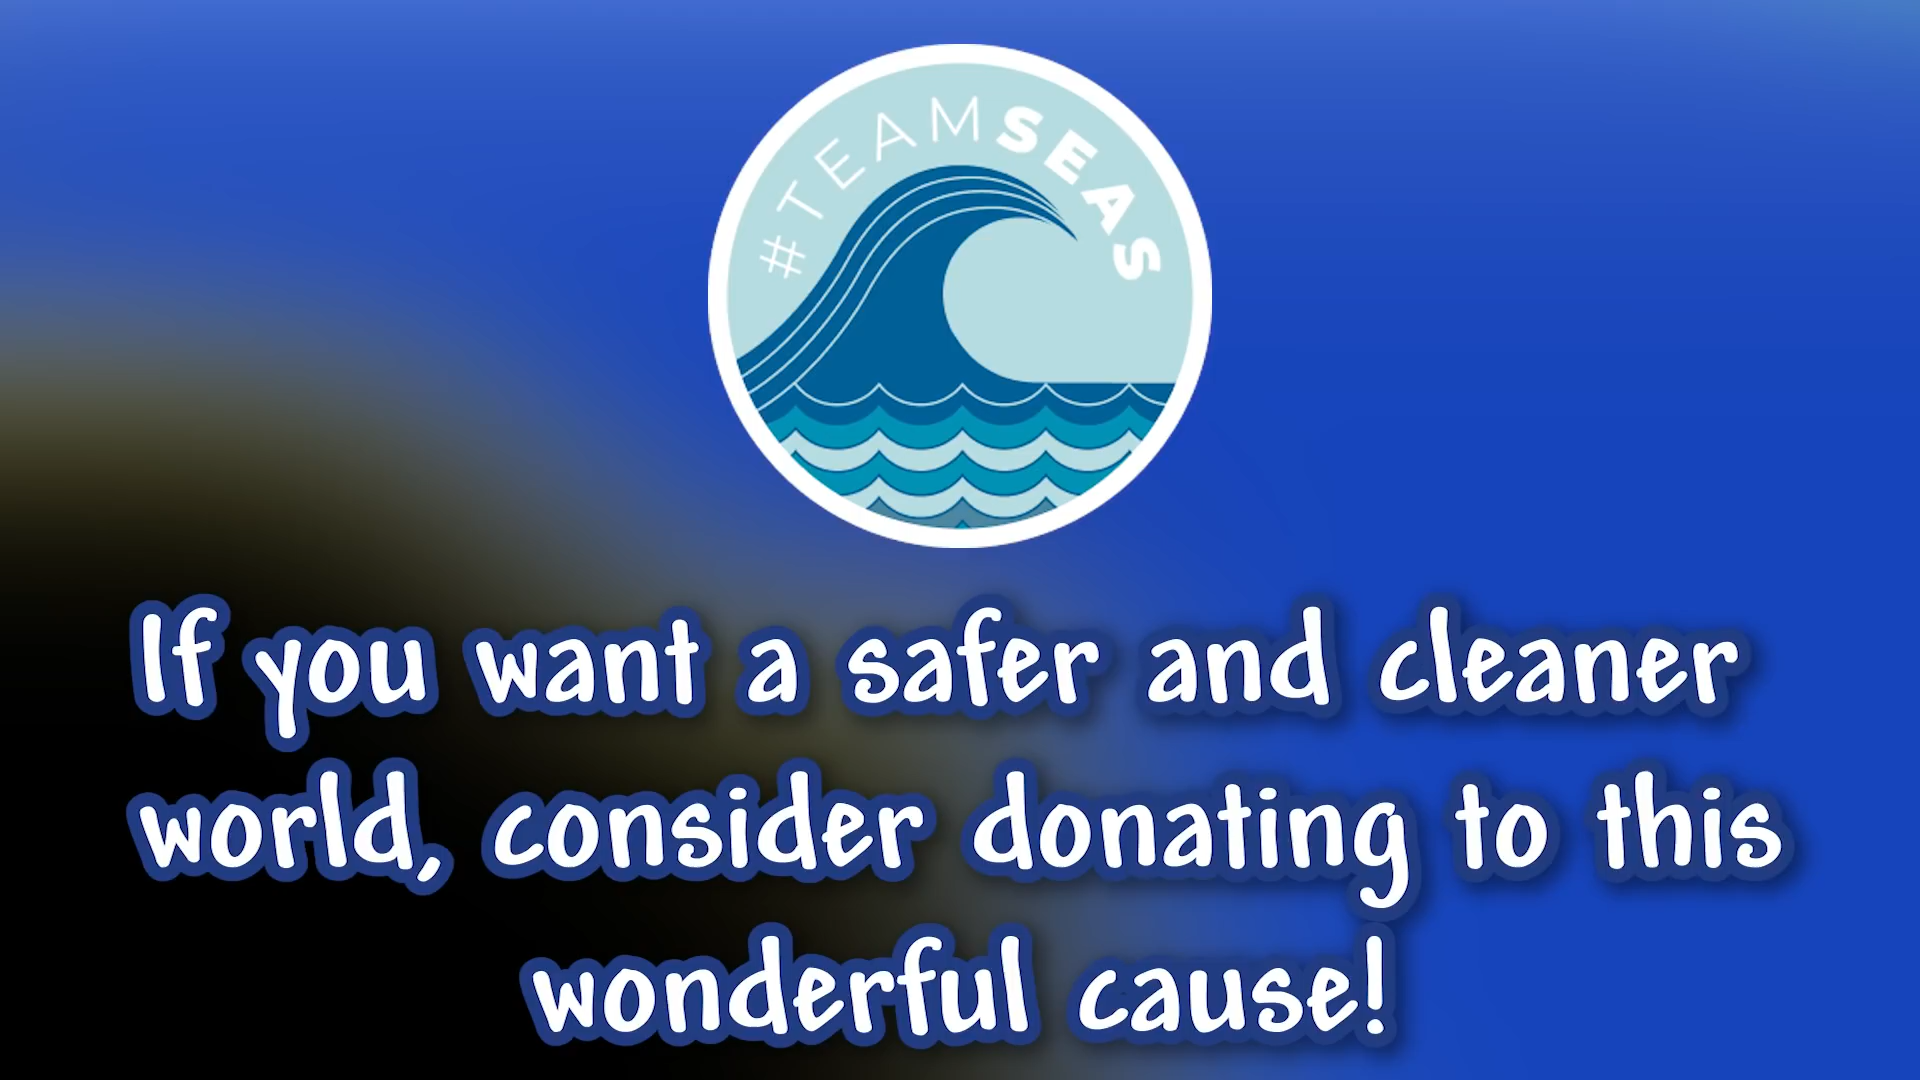 #TEAMSEAS
If you want a safer and cleaner
world, consider donating to this
wonderful cause!